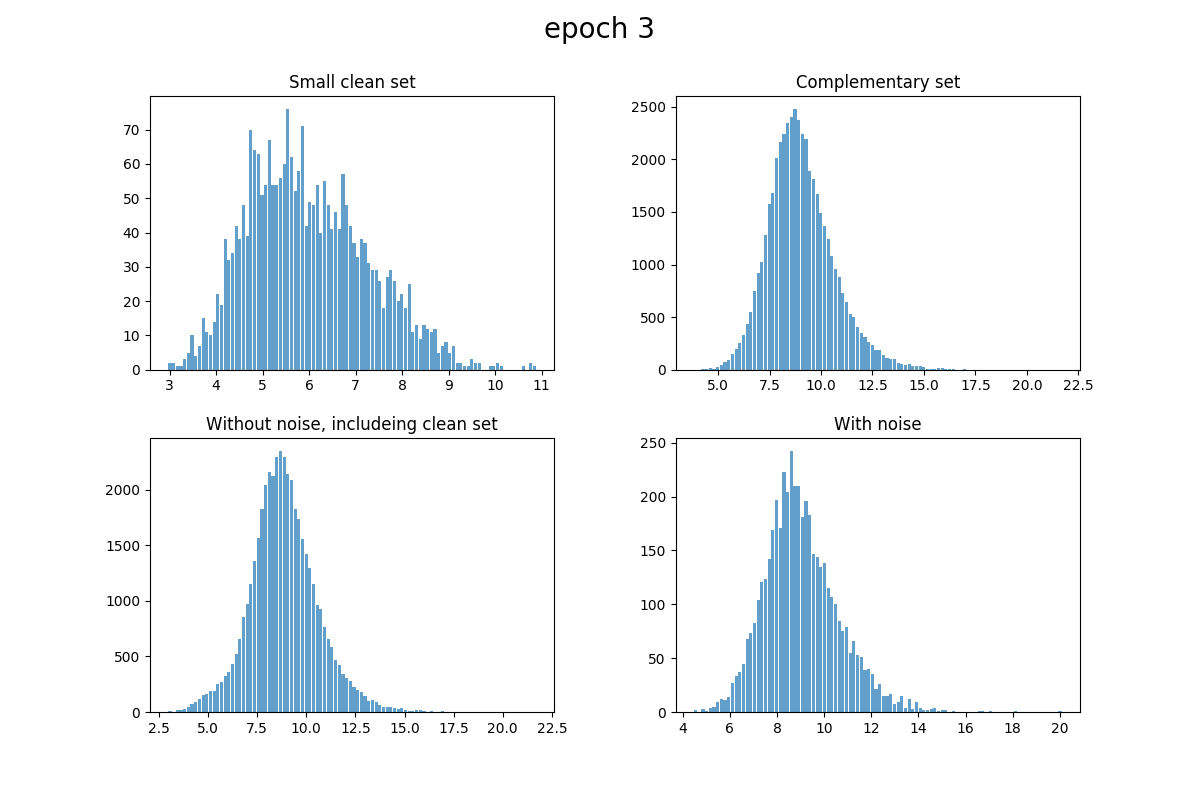 epoch 3
Small clean set
70
60
50
40
30
20
10
0
3 4 5 6 7 8 9 10 11
Complementary set
2500
2000
1500
1000
500
0
5.0 7.5 10.0 12.5 15.0 17.5 20.0 22.5
Without noise, includeing clean set
2000
1500
1000
500
0
2.5 5.0 7.5 10.0 12.5 15.0 17.5 20.0 22.5
With noise
250
200
150
100
50
0
4 6 8 10 12 14 16 18 20